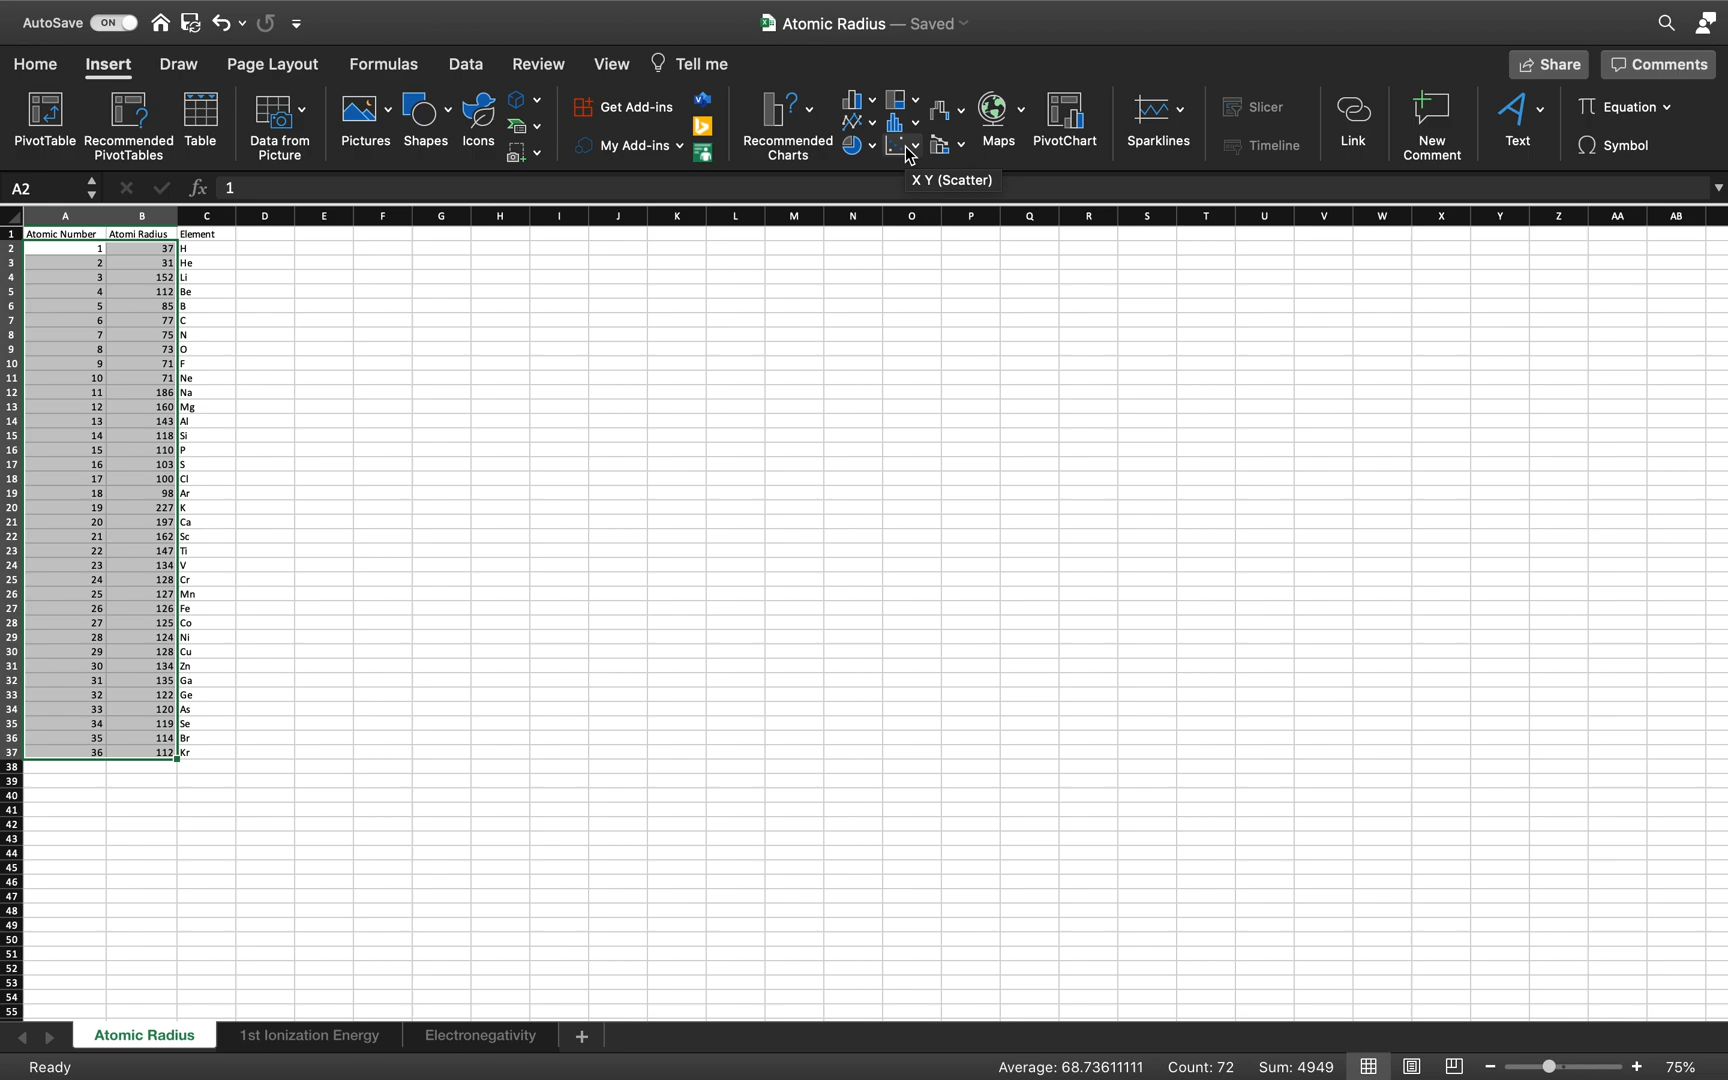 AutoSave ON Atomic Radius — Saved
Home Insert Draw Page Layout Formulas Data Review View Tell me Share Comments
PivotTable Recommended PivotTables Table Data from Picture Pictures Shapes Icons Get Add-ins My Add-ins Recommended Charts Maps PivotChart Sparklines Slicer Timeline Link New Comment Text Equation Symbol
X Y (Scatter)
A2 fx 1
A B C D E F G H I J K L M N O P Q R S T U V W X Y Z AA AB
1 Atomic Number Atomi Radius Element
2 1 37 H
3 2 31 He
4 3 152 Li
5 4 112 Be
6 5 85 B
7 6 77 C
8 7 75 N
9 8 73 O
10 9 71 F
11 10 71 Ne
12 11 186 Na
13 12 160 Mg
14 13 143 Al
15 14 118 Si
16 15 110 P
17 16 103 S
18 17 100 Cl
19 18 98 Ar
20 19 227 K
21 20 197 Ca
22 21 162 Sc
23 22 147 Ti
24 23 134 V
25 24 128 Cr
26 25 127 Mn
27 26 126 Fe
28 27 125 Co
29 28 124 Ni
30 29 128 Cu
31 30 134 Zn
32 31 135 Ga
33 32 122 Ge
34 33 120 As
35 34 119 Se
36 35 114 Br
37 36 112 Kr
38
39
40
41
42
43
44
45
46
47
48
49
50
51
52
53
54
55
Atomic Radius 1st Ionization Energy Electronegativity +
Ready Average: 68.73611111 Count: 72 Sum: 4949 75%